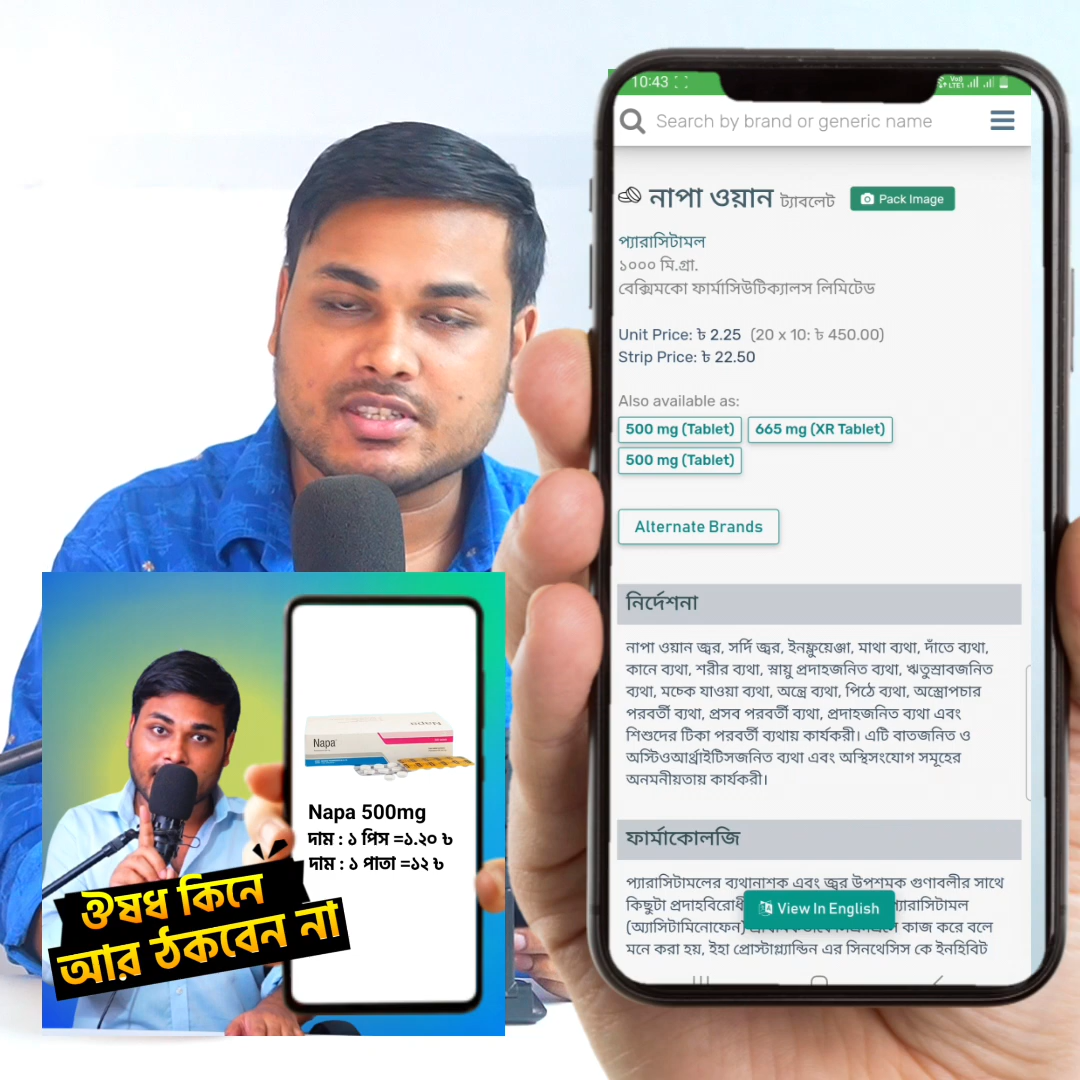 10:43
VoD
LTE1
Search by brand or generic name
নাপা ওয়ান ট্যাবলেট
Pack Image
প্যারাসিটামল
১০০০ মি.গ্রা.
বেক্সিমকো ফার্মাসিউটিক্যালস লিমিটেড
Unit Price: ৳ 2.25 (20 x 10: ৳ 450.00)
Strip Price: ৳ 22.50
Also available as:
500 mg (Tablet) 665 mg (XR Tablet)
500 mg (Tablet)
Alternate Brands
নির্দেশনা
নাপা ওয়ান জ্বর, সর্দি জ্বর, ইনফ্লুয়েঞ্জা, মাথা ব্যথা, দাঁতে ব্যথা,
কানে ব্যথা, শরীর ব্যথা, স্নায়ু প্রদাহজনিত ব্যথা, ঋতুস্রাবজনিত
ব্যথা, মচকে যাওয়া ব্যথা, অন্ত্রে ব্যথা, পিঠে ব্যথা, অস্ত্রোপচার
পরবর্তী ব্যথা, প্রসব পরবর্তী ব্যথা, প্রদাহজনিত ব্যথা এবং
শিশুদের টিকা পরবর্তী ব্যথায় কার্যকরী। এটি বাতজনিত ও
অস্টিওআর্থ্রাইটিসজনিত ব্যথা এবং অস্থিসংযোগ সমূহের
অনমনীয়তায় কার্যকরী।
ফার্মাকোলজি
প্যারাসিটামলের ব্যথানাশক এবং জ্বর উপশমক গুণাবলীর সাথে
কিছুটা প্রদাহবিরোধী প্যারাসিটামল
(অ্যাসিটামিনোফেন) কাজ করে বলে
মনে করা হয়, ইহা প্রোস্টাগ্ল্যান্ডিন এর সিনথেসিস কে ইনহিবিট
View In English
Napa
Napa
Napa 500mg
দাম : ১ পিস =১.২০ ৳
দাম : ১ পাতা =১২ ৳
ঔষধ কিনে
আর ঠকবেন না